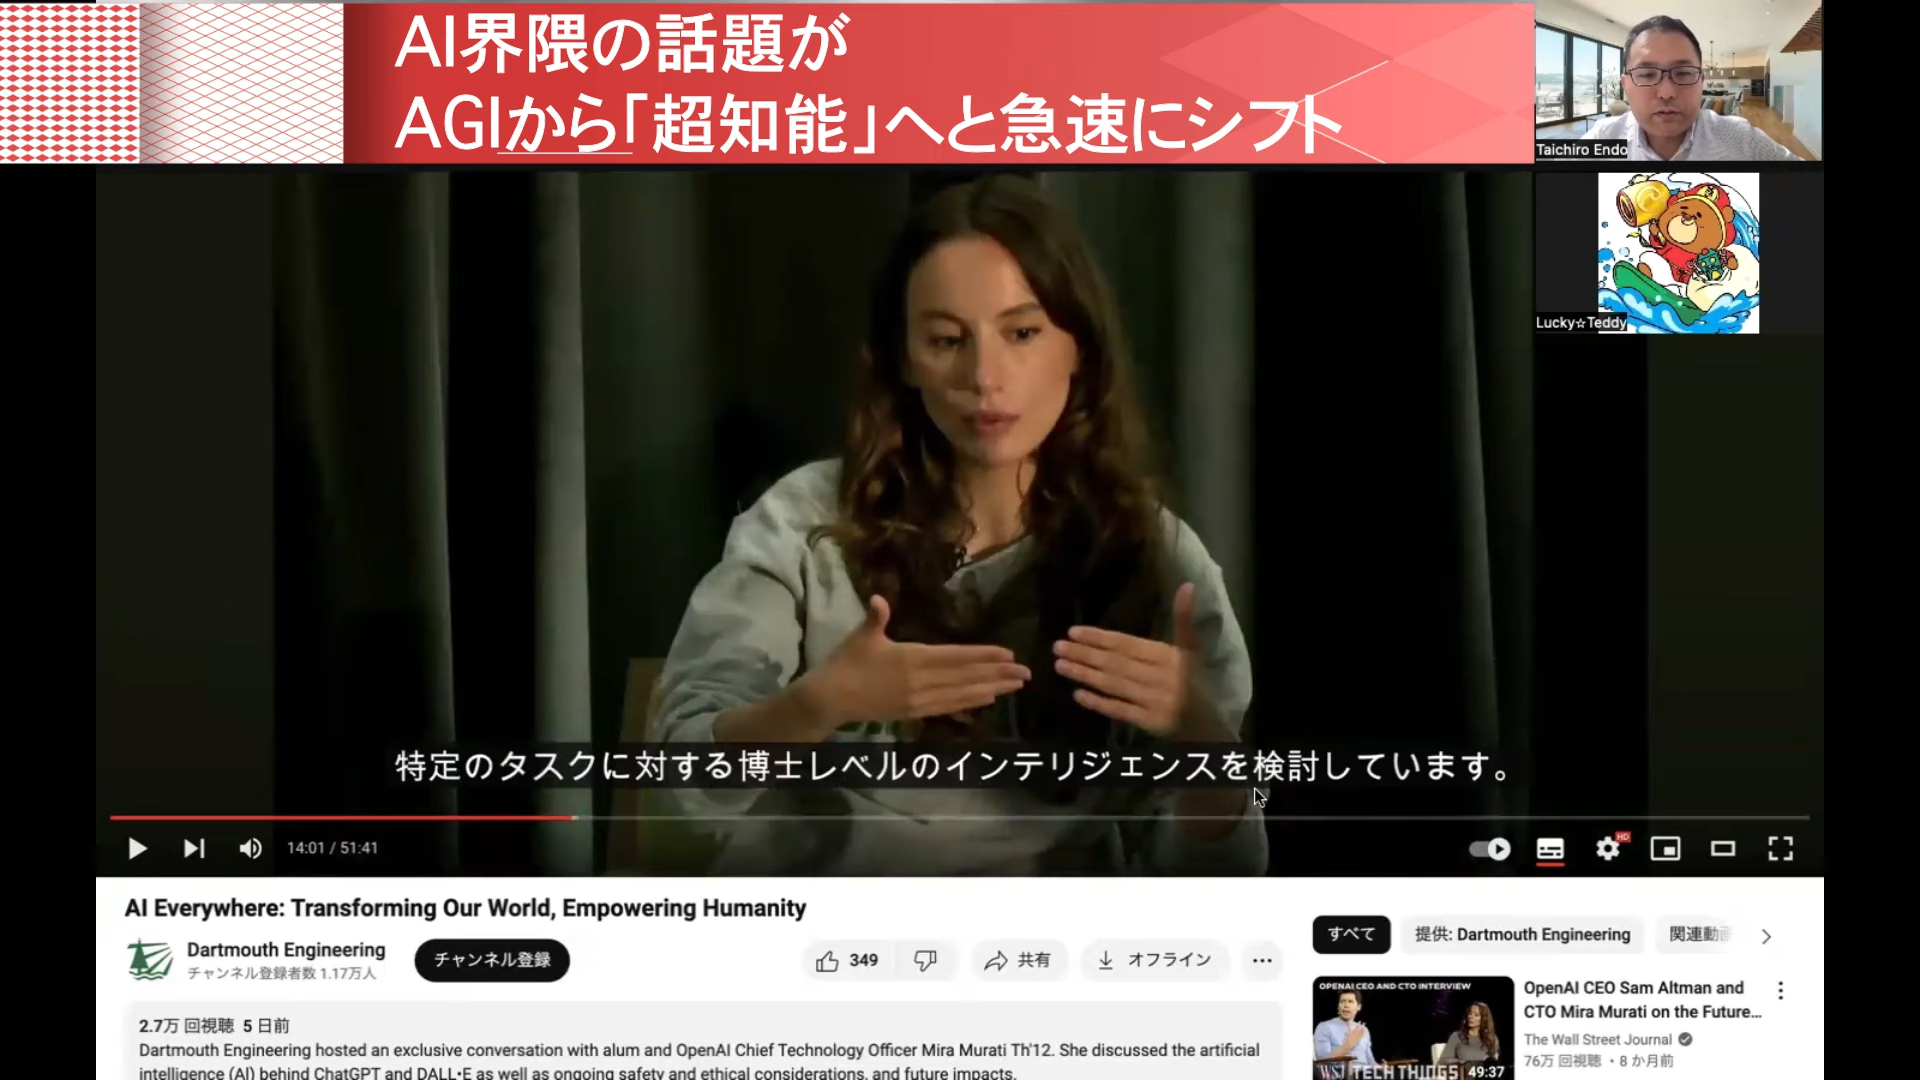 AI界隈の話題が
AGIから「超知能」へと急速にシフト
Taichiro Endo
Lucky☆Teddy
特定のタスクに対する博士レベルのインテリジェンスを検討しています。
14:01 / 51:41
HD
AI Everywhere: Transforming Our World, Empowering Humanity
Dartmouth Engineering
チャンネル登録者数 1.17万人
チャンネル登録
349
共有
オフライン
2.7万 回視聴 5 日前
Dartmouth Engineering hosted an exclusive conversation with alum and OpenAI Chief Technology Officer Mira Murati Th'12. She discussed the artificial
intelligence (AI) behind ChatGPT and DALL•E as well as ongoing safety and ethical considerations, and future impacts.
すべて
提供: Dartmouth Engineering
関連動画
OPENAI CEO AND CTO INTERVIEW
WSJ TECH THINGS 49:37
OpenAI CEO Sam Altman and
CTO Mira Murati on the Future...
The Wall Street Journal
76万 回視聴 ・8 か月前